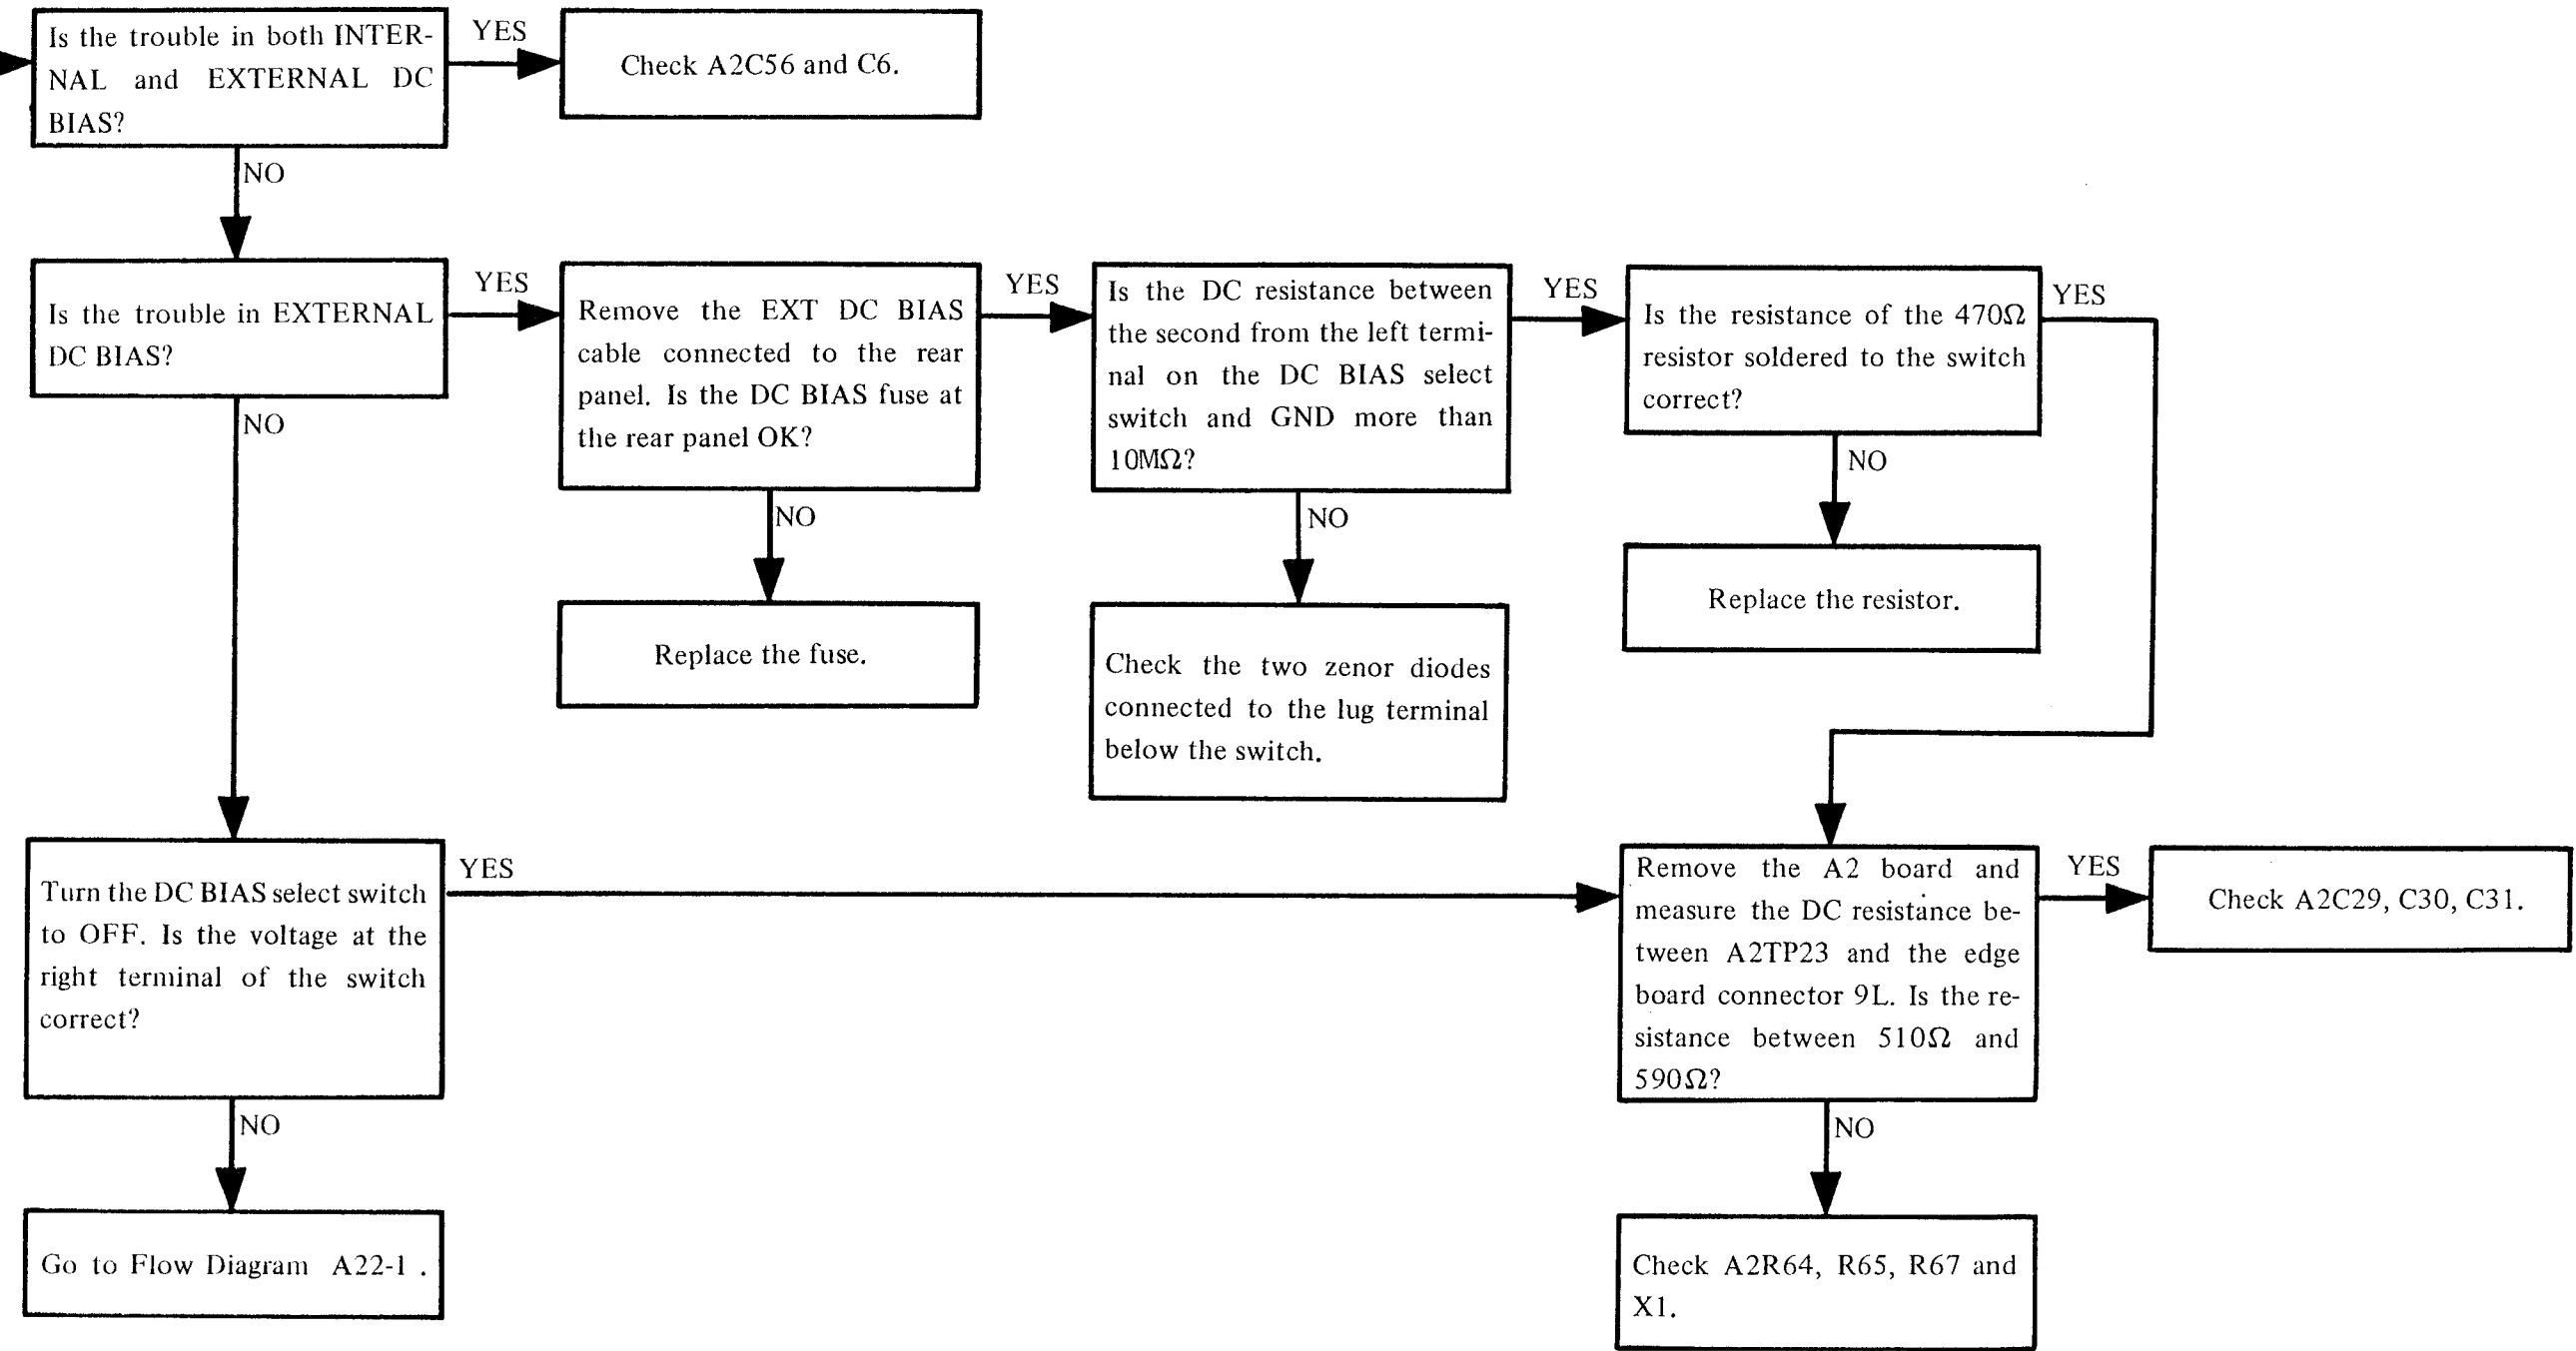 Is the trouble in both INTER-
NAL and EXTERNAL DC
BIAS?
YES
Check A2C56 and C6.
NO
Is the trouble in EXTERNAL
DC BIAS?
YES
Remove the EXT DC BIAS
cable connected to the rear
panel. Is the DC BIAS fuse at
the rear panel OK?
YES
Is the DC resistance between
the second from the left termi-
nal on the DC BIAS select
switch and GND more than
10MΩ?
YES
Is the resistance of the 470Ω
resistor soldered to the switch
correct?
YES
NO
NO
NO
NO
Replace the fuse.
Check the two zenor diodes
connected to the lug terminal
below the switch.
Replace the resistor.
Turn the DC BIAS select switch
to OFF. Is the voltage at the
right terminal of the switch
correct?
YES
Remove the A2 board and
measure the DC resistance be-
tween A2TP23 and the edge
board connector 9L. Is the re-
sistance between 510Ω and
590Ω?
YES
Check A2C29, C30, C31.
NO
NO
Go to Flow Diagram A22-1 .
Check A2R64, R65, R67 and
X1.